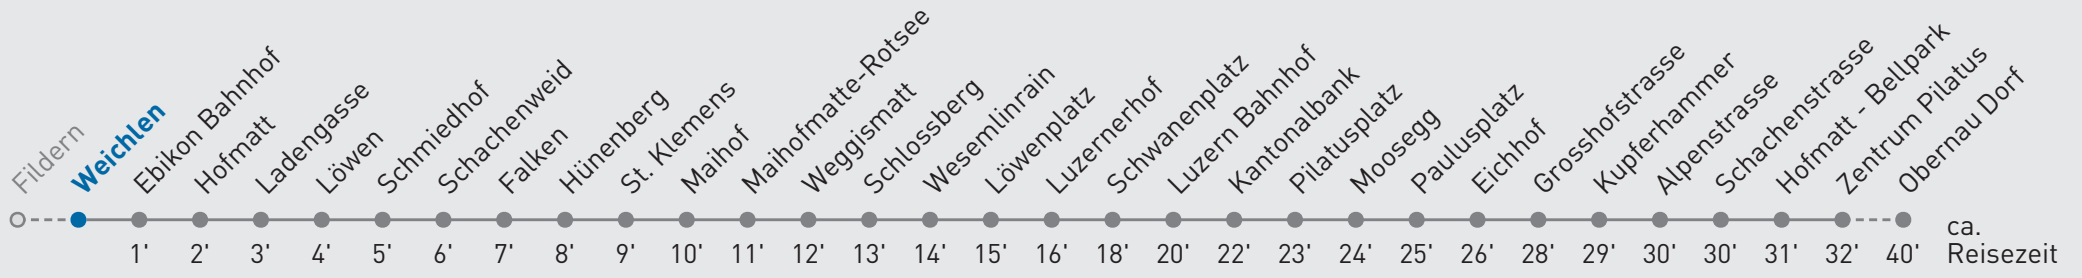 Fildern
Weichlen
Ebikon Bahnhof
Hofmatt
Ladengasse
Löwen
Schmiedhof
Schachenweid
Falken
Hünenberg
St. Klemens
Maihof
Maihofmatte-Rotsee
Weggismatt
Schlossberg
Wesemlinrain
Löwenplatz
Luzernerhof
Schwanenplatz
Luzern Bahnhof
Kantonalbank
Pilatusplatz
Moosegg
Paulusplatz
Eichhof
Grosshofstrasse
Kupferhammer
Alpenstrasse
Schachenstrasse
Hofmatt - Bellpark
Zentrum Pilatus
Obernau Dorf
1' 2' 3' 4' 5' 6' 7' 8' 9' 10' 11' 12' 13' 14' 15' 16' 18' 20' 22' 23' 24' 25' 26' 28' 29' 30' 30' 31' 32' 40'
ca.
Reisezeit